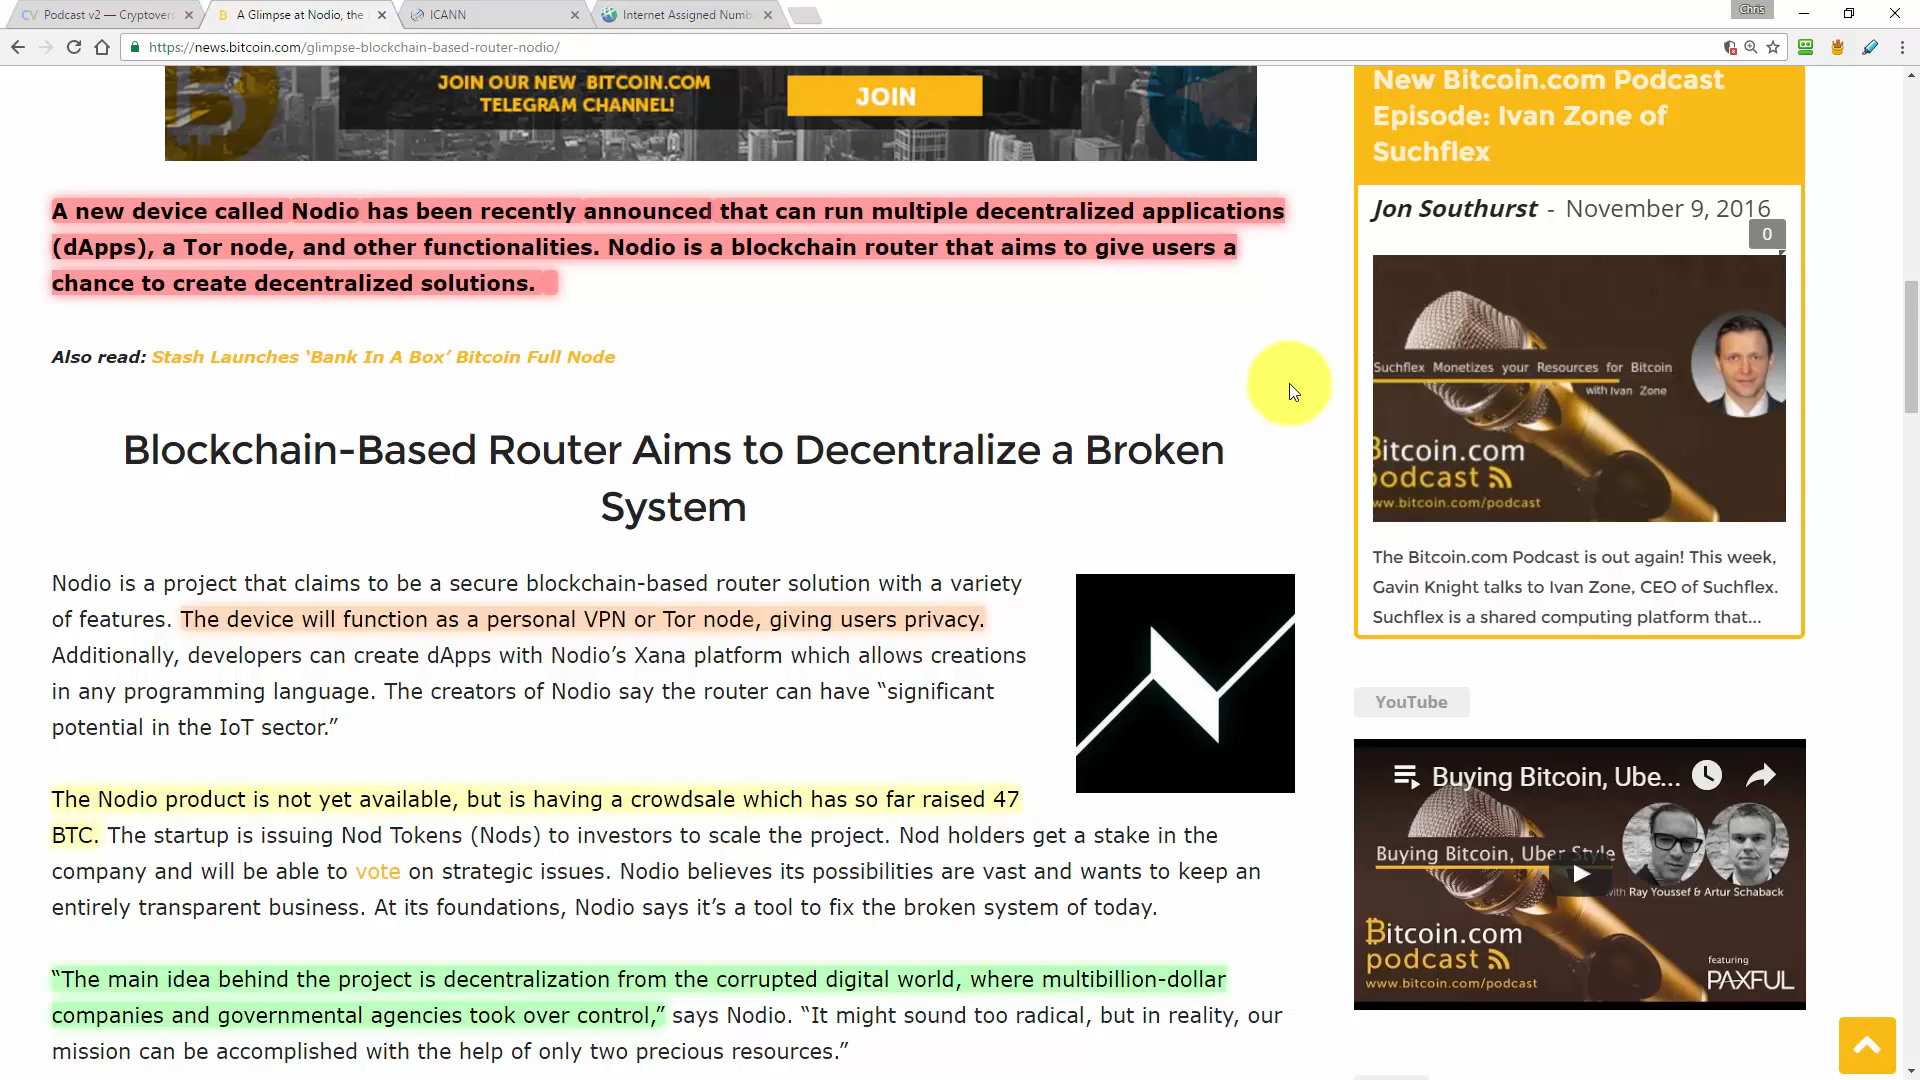 Podcast v2 — Cryptovers
A Glimpse at Nodio, the
ICANN
Internet Assigned Numb
Chris
https://news.bitcoin.com/glimpse-blockchain-based-router-nodio/
JOIN OUR NEW BITCOIN.COM
TELEGRAM CHANNEL!
JOIN
A new device called Nodio has been recently announced that can run multiple decentralized applications
(dApps), a Tor node, and other functionalities. Nodio is a blockchain router that aims to give users a
chance to create decentralized solutions.
Also read: Stash Launches ‘Bank In A Box’ Bitcoin Full Node
Blockchain-Based Router Aims to Decentralize a Broken
System
Nodio is a project that claims to be a secure blockchain-based router solution with a variety
of features. The device will function as a personal VPN or Tor node, giving users privacy.
Additionally, developers can create dApps with Nodio’s Xana platform which allows creations
in any programming language. The creators of Nodio say the router can have “significant
potential in the IoT sector.”
The Nodio product is not yet available, but is having a crowdsale which has so far raised 47
BTC. The startup is issuing Nod Tokens (Nods) to investors to scale the project. Nod holders get a stake in the
company and will be able to vote on strategic issues. Nodio believes its possibilities are vast and wants to keep an
entirely transparent business. At its foundations, Nodio says it’s a tool to fix the broken system of today.
“The main idea behind the project is decentralization from the corrupted digital world, where multibillion-dollar
companies and governmental agencies took over control,” says Nodio. “It might sound too radical, but in reality, our
mission can be accomplished with the help of only two precious resources.”
New Bitcoin.com Podcast
Episode: Ivan Zone of
Suchflex
Jon Southurst - November 9, 2016
0
Suchflex Monetizes your Resources for Bitcoin
with Ivan Zone
Bitcoin.com
podcast
www.bitcoin.com/podcast
The Bitcoin.com Podcast is out again! This week,
Gavin Knight talks to Ivan Zone, CEO of Suchflex.
Suchflex is a shared computing platform that...
YouTube
Buying Bitcoin, Ube...
Buying Bitcoin, Uber Style
with Ray Youssef & Artur Schaback
Bitcoin.com
podcast
www.bitcoin.com/podcast
featuring
PAXFUL